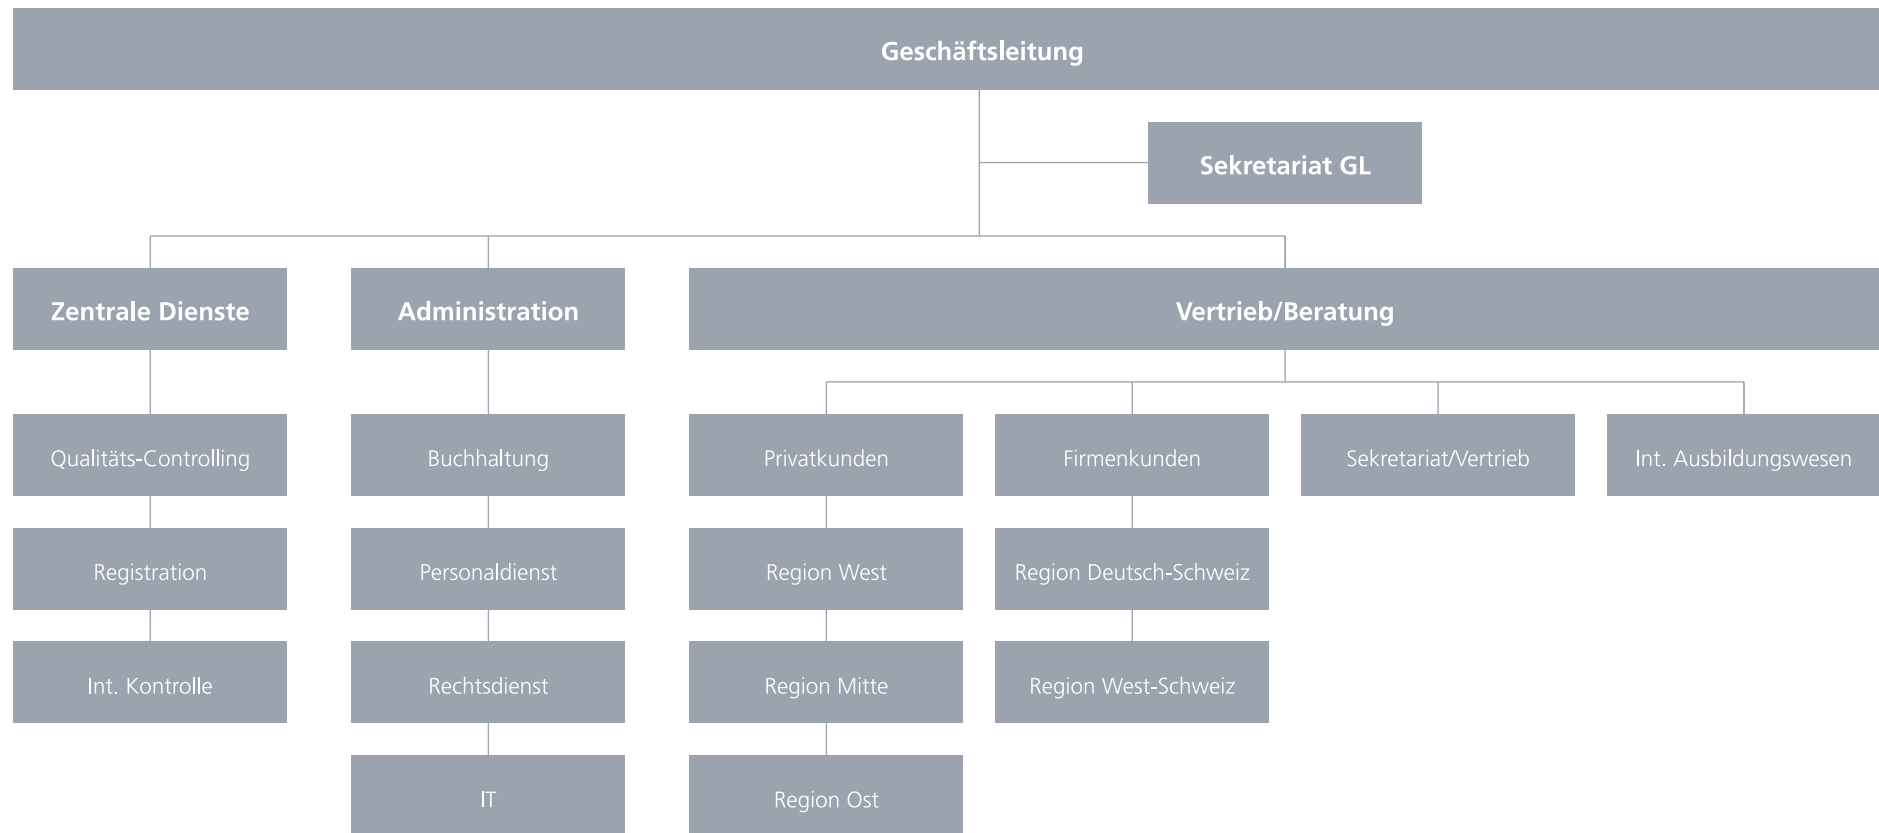 Geschäftsleitung
Sekretariat GL
Zentrale Dienste
Administration
Vertrieb/Beratung
Qualitäts-Controlling
Buchhaltung
Privatkunden
Firmenkunden
Sekretariat/Vertrieb
Int. Ausbildungswesen
Registration
Personaldienst
Region West
Region Deutsch-Schweiz
Int. Kontrolle
Rechtsdienst
Region Mitte
Region West-Schweiz
IT
Region Ost